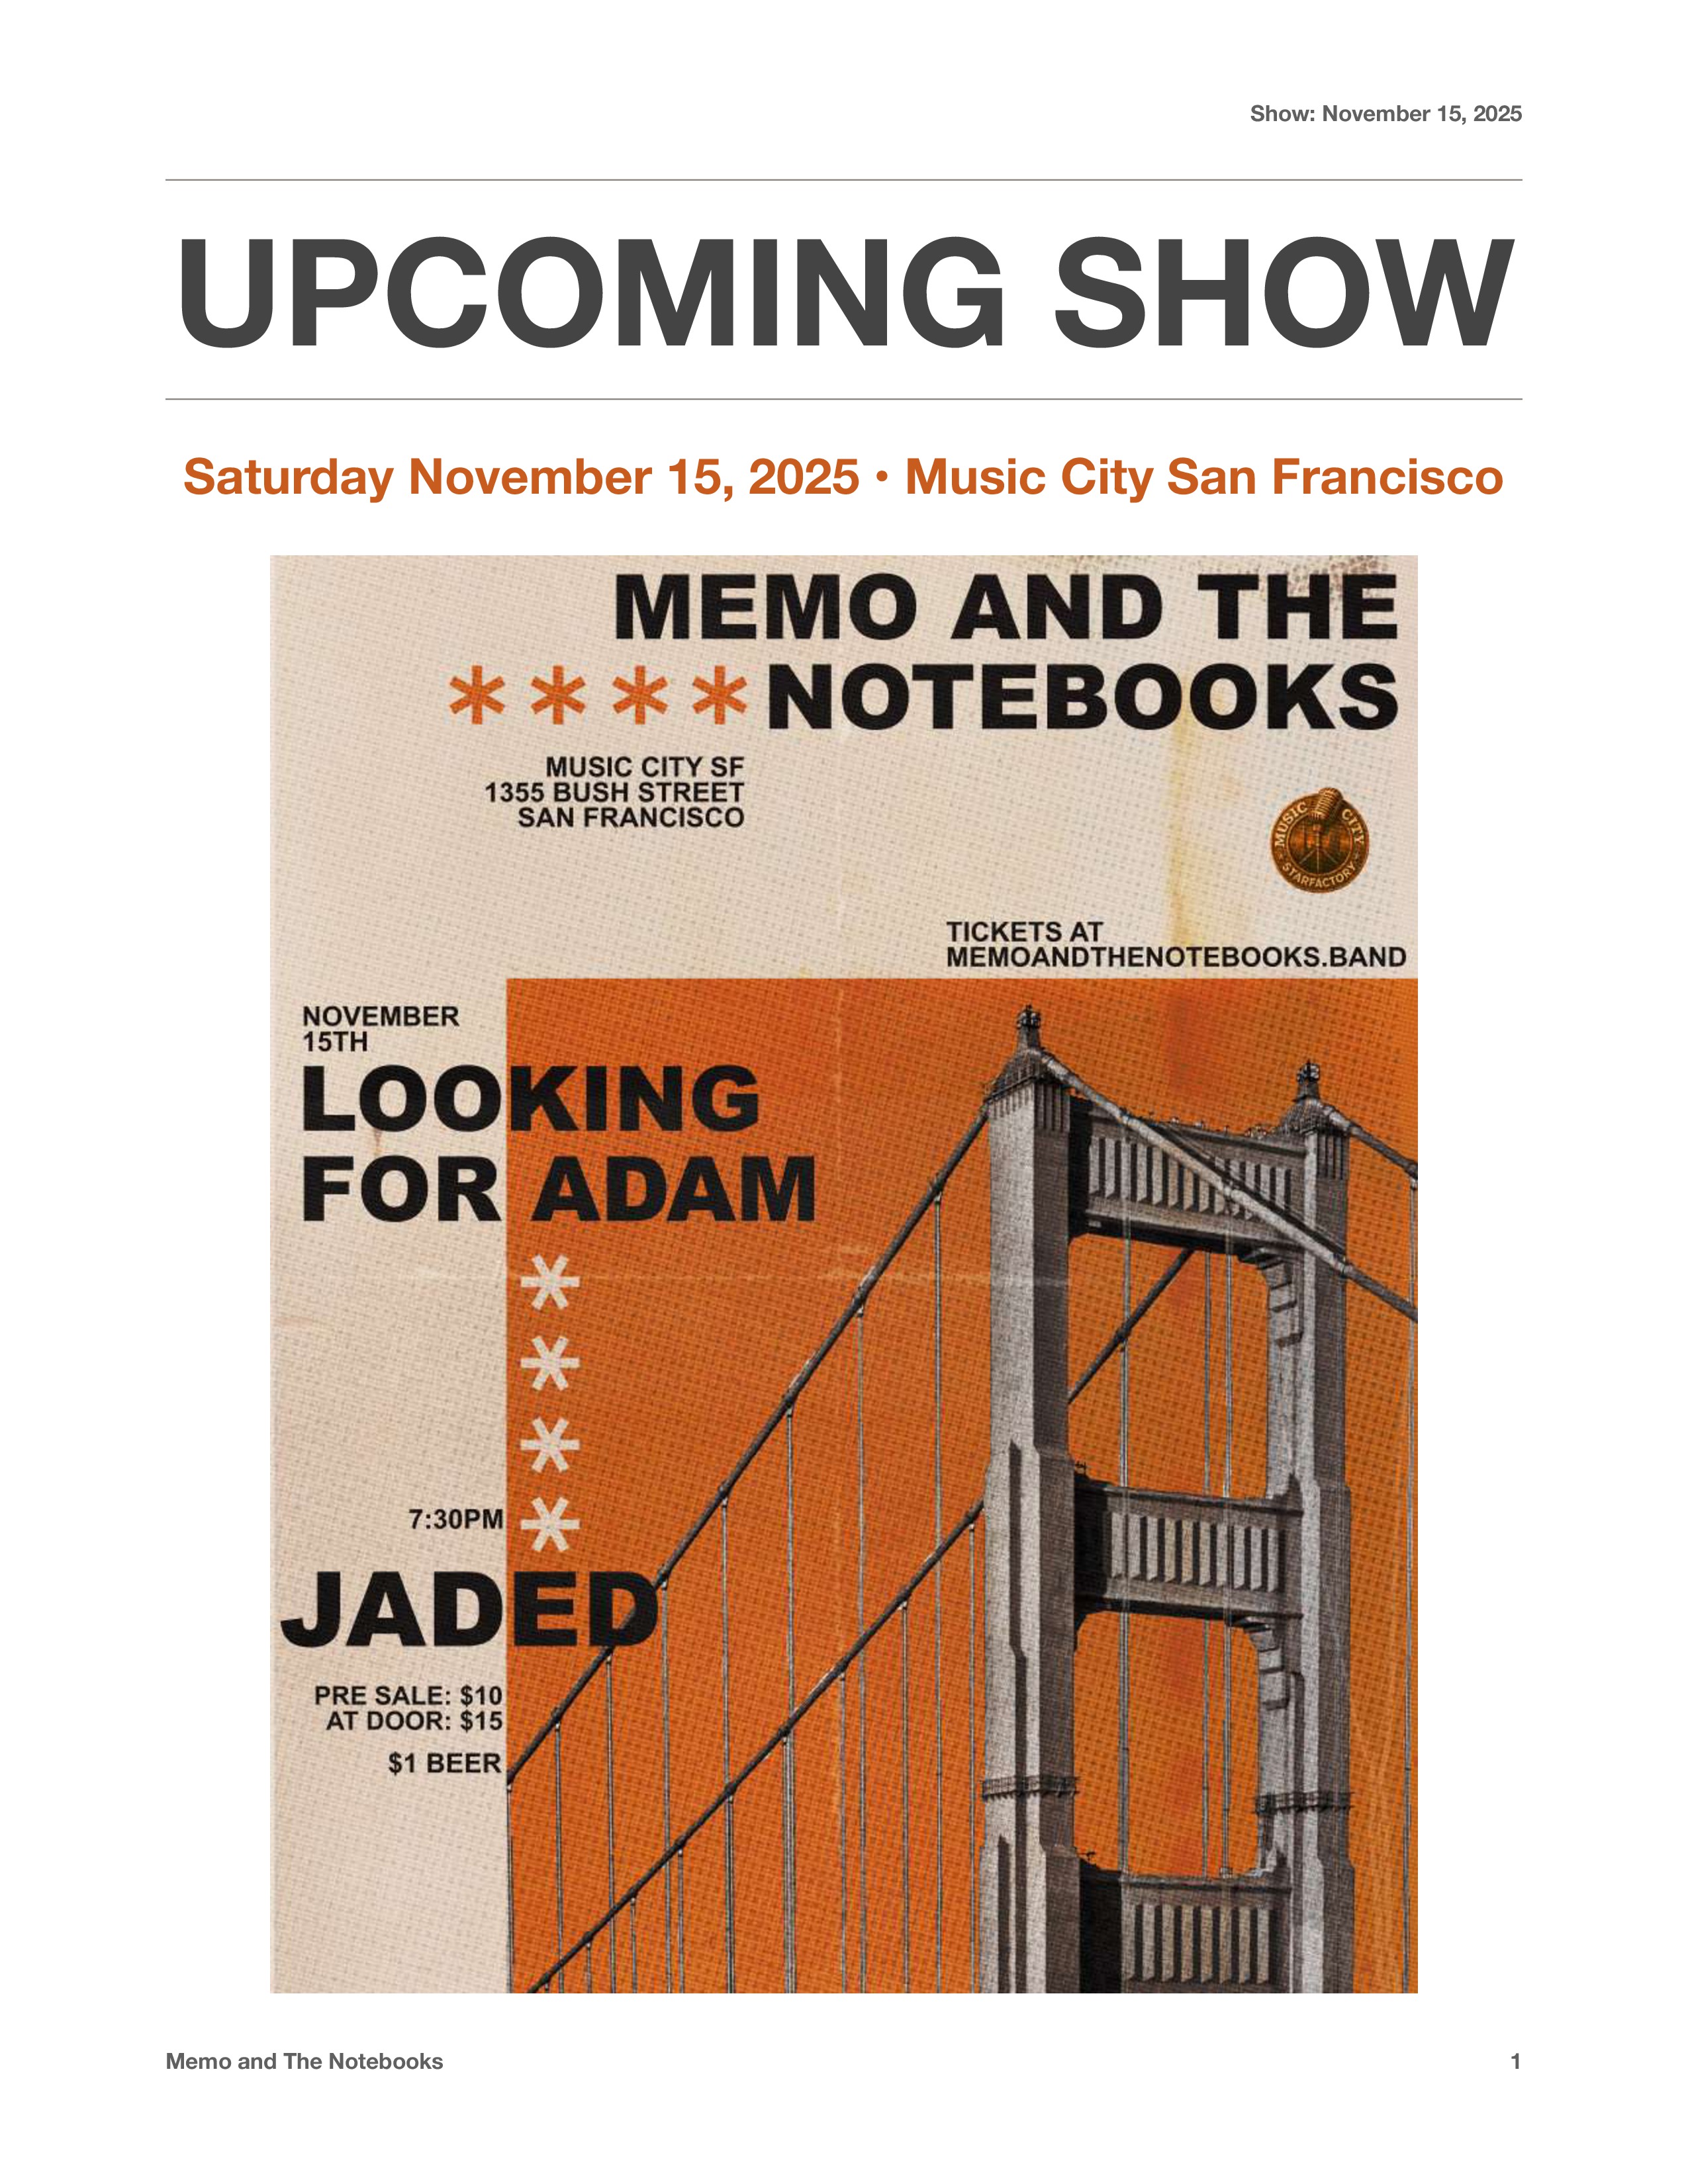 Show: November 15, 2025
UPCOMING SHOW
Saturday November 15, 2025 • Music City San Francisco
MEMO AND THE
****NOTEBOOKS
MUSIC CITY SF
1355 BUSH STREET
SAN FRANCISCO
MUSIC CITY
STARFACTORY
TICKETS AT
MEMOANDTHENOTEBOOKS.BAND
NOVEMBER
15TH
LOOKING
FOR ADAM
*
*
*
7:30PM *
JADED
PRE SALE: $10
AT DOOR: $15
$1 BEER
Memo and The Notebooks
1